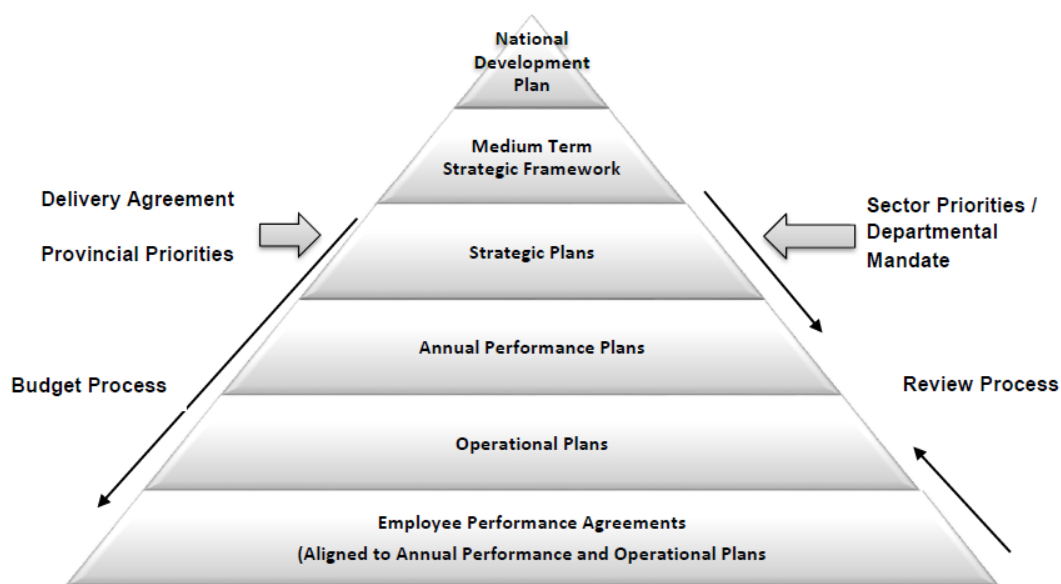 National
Development
Plan
Medium Term
Strategic Framework
Delivery Agreement
Provincial Priorities
Sector Priorities /
Departmental
Mandate
Strategic Plans
Annual Performance Plans
Budget Process
Review Process
Operational Plans
Employee Performance Agreements
(Aligned to Annual Performance and Operational Plans